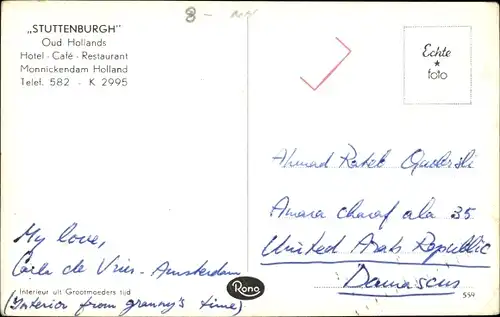 „STUTTENBURGH"
Oud Hollands
Hotel - Café - Restaurant
Monnickendam Holland
Telef. 582 - K 2995
8 -
Echte
foto
Ahmad Rateb
Amara charaf ala 35
United Arab Republic
Damascus
My love,
Carla de Vries - Amsterdam
Interieur uit Grootmoeders tijd
(Interior from granny's time)
Rona
559